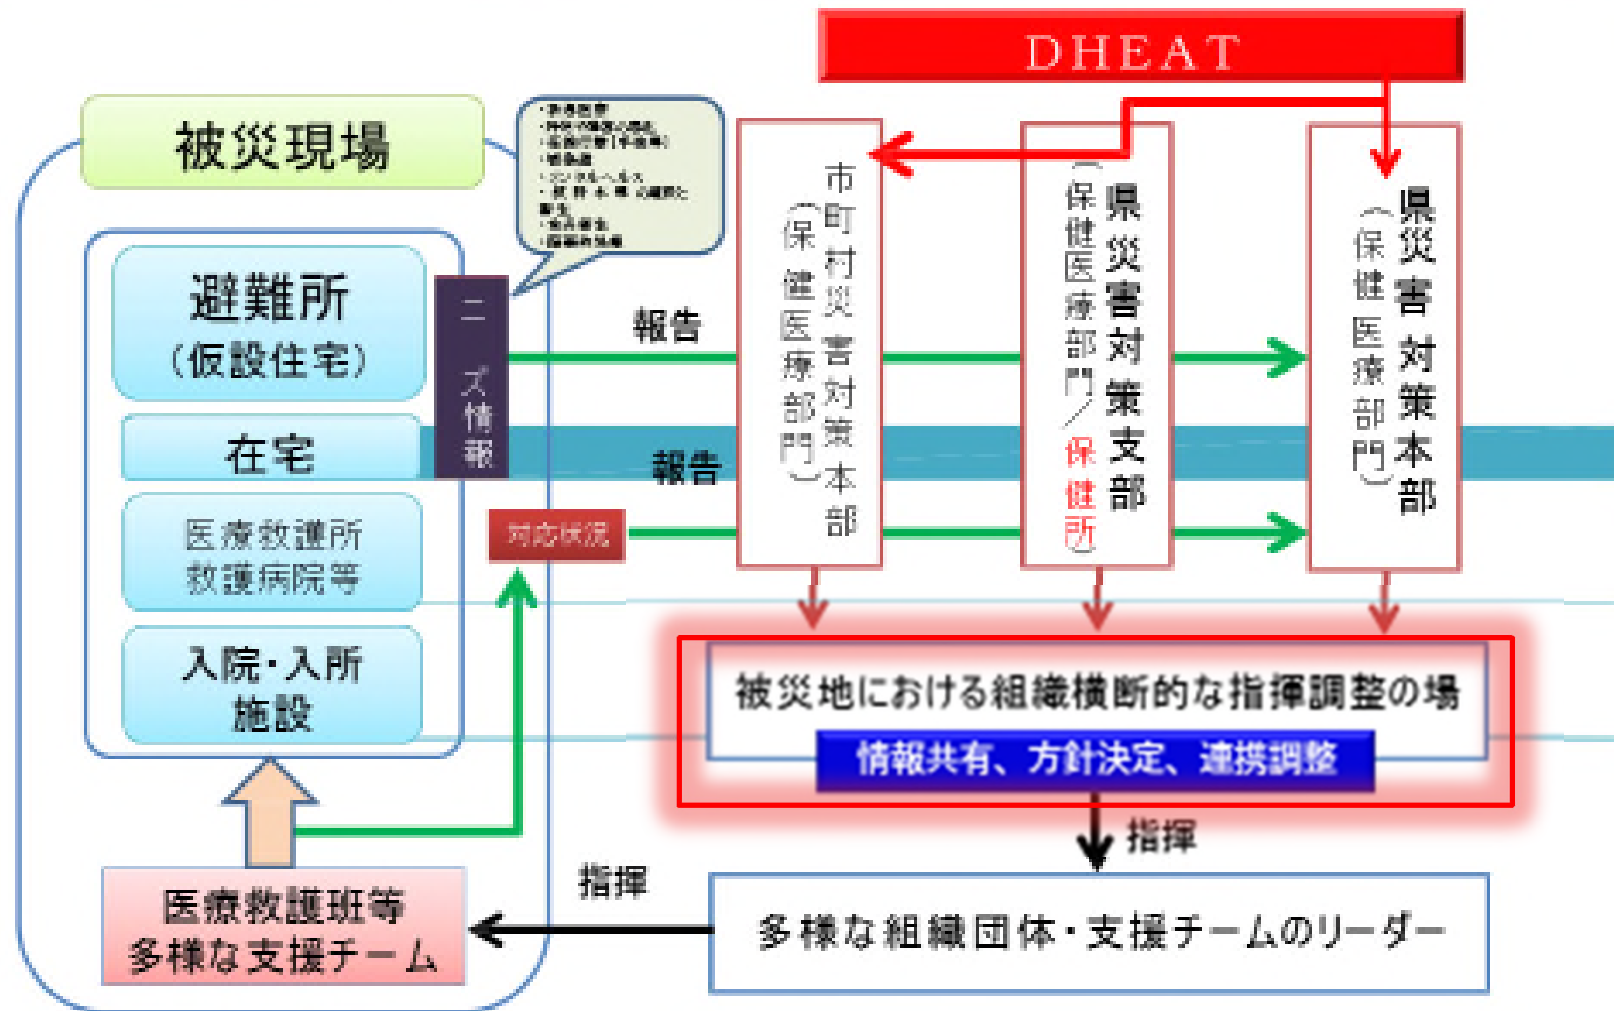 DHEAT
被災現場
・メンタルヘルス
避難所
（仮設住宅）
在宅
医療救護所
救護病院等
入院・入所
施設
ニーズ情報
報告
報告
対応状況
市町村災害対策本部
（保健医療部門）
県災害対策支部
（保健医療部門／保健所）
県災害対策本部
（保健医療部門）
被災地における組織横断的な指揮調整の場
情報共有、方針決定、連携調整
指揮
指揮
医療救護班等
多様な支援チーム
多様な組織団体・支援チームのリーダー